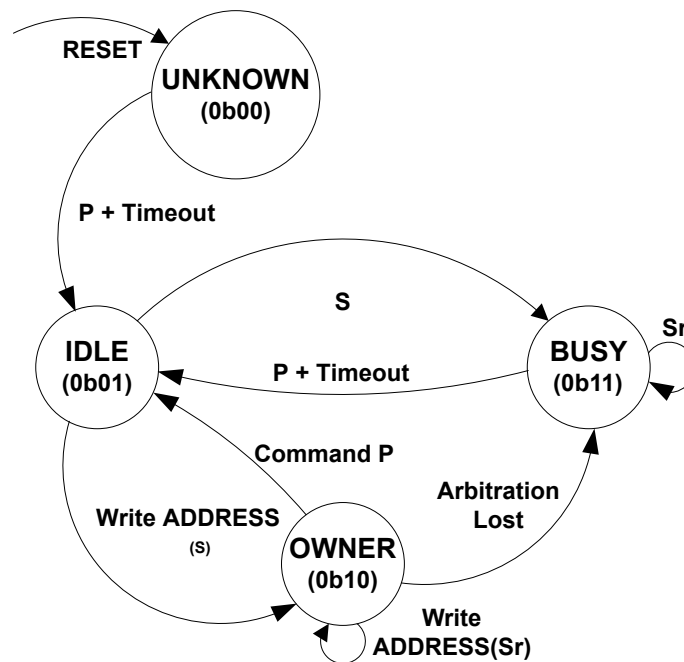 RESET
UNKNOWN
(0b00)
P + Timeout
S
IDLE
(0b01)
BUSY
(0b11)
Sr
P + Timeout
Command P
Arbitration
Lost
Write ADDRESS
(S)
OWNER
(0b10)
Write
ADDRESS(Sr)